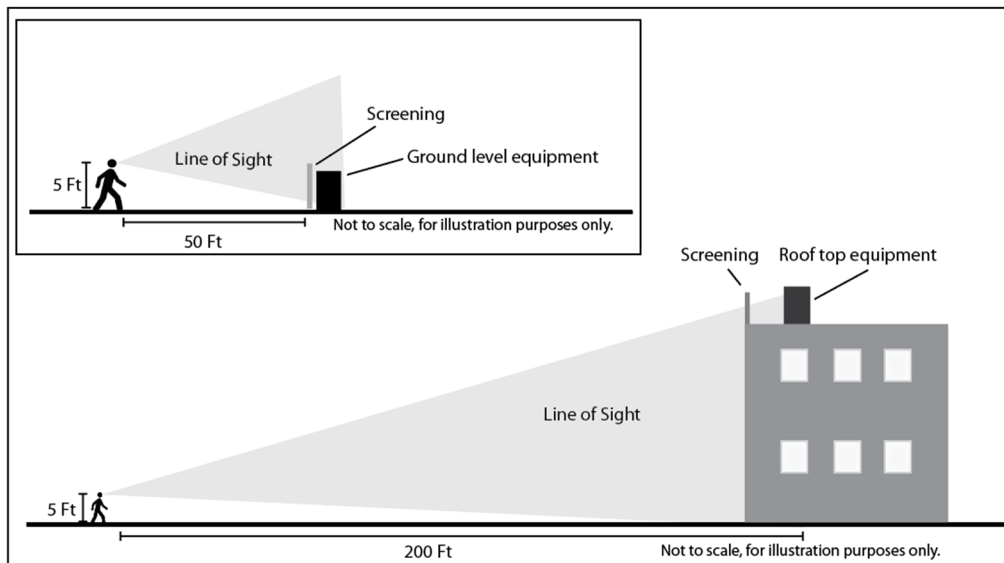 Screening
Line of Sight
Ground level equipment
5 Ft
50 Ft
Not to scale, for illustration purposes only.
Screening
Roof top equipment
Line of Sight
5 Ft
200 Ft
Not to scale, for illustration purposes only.